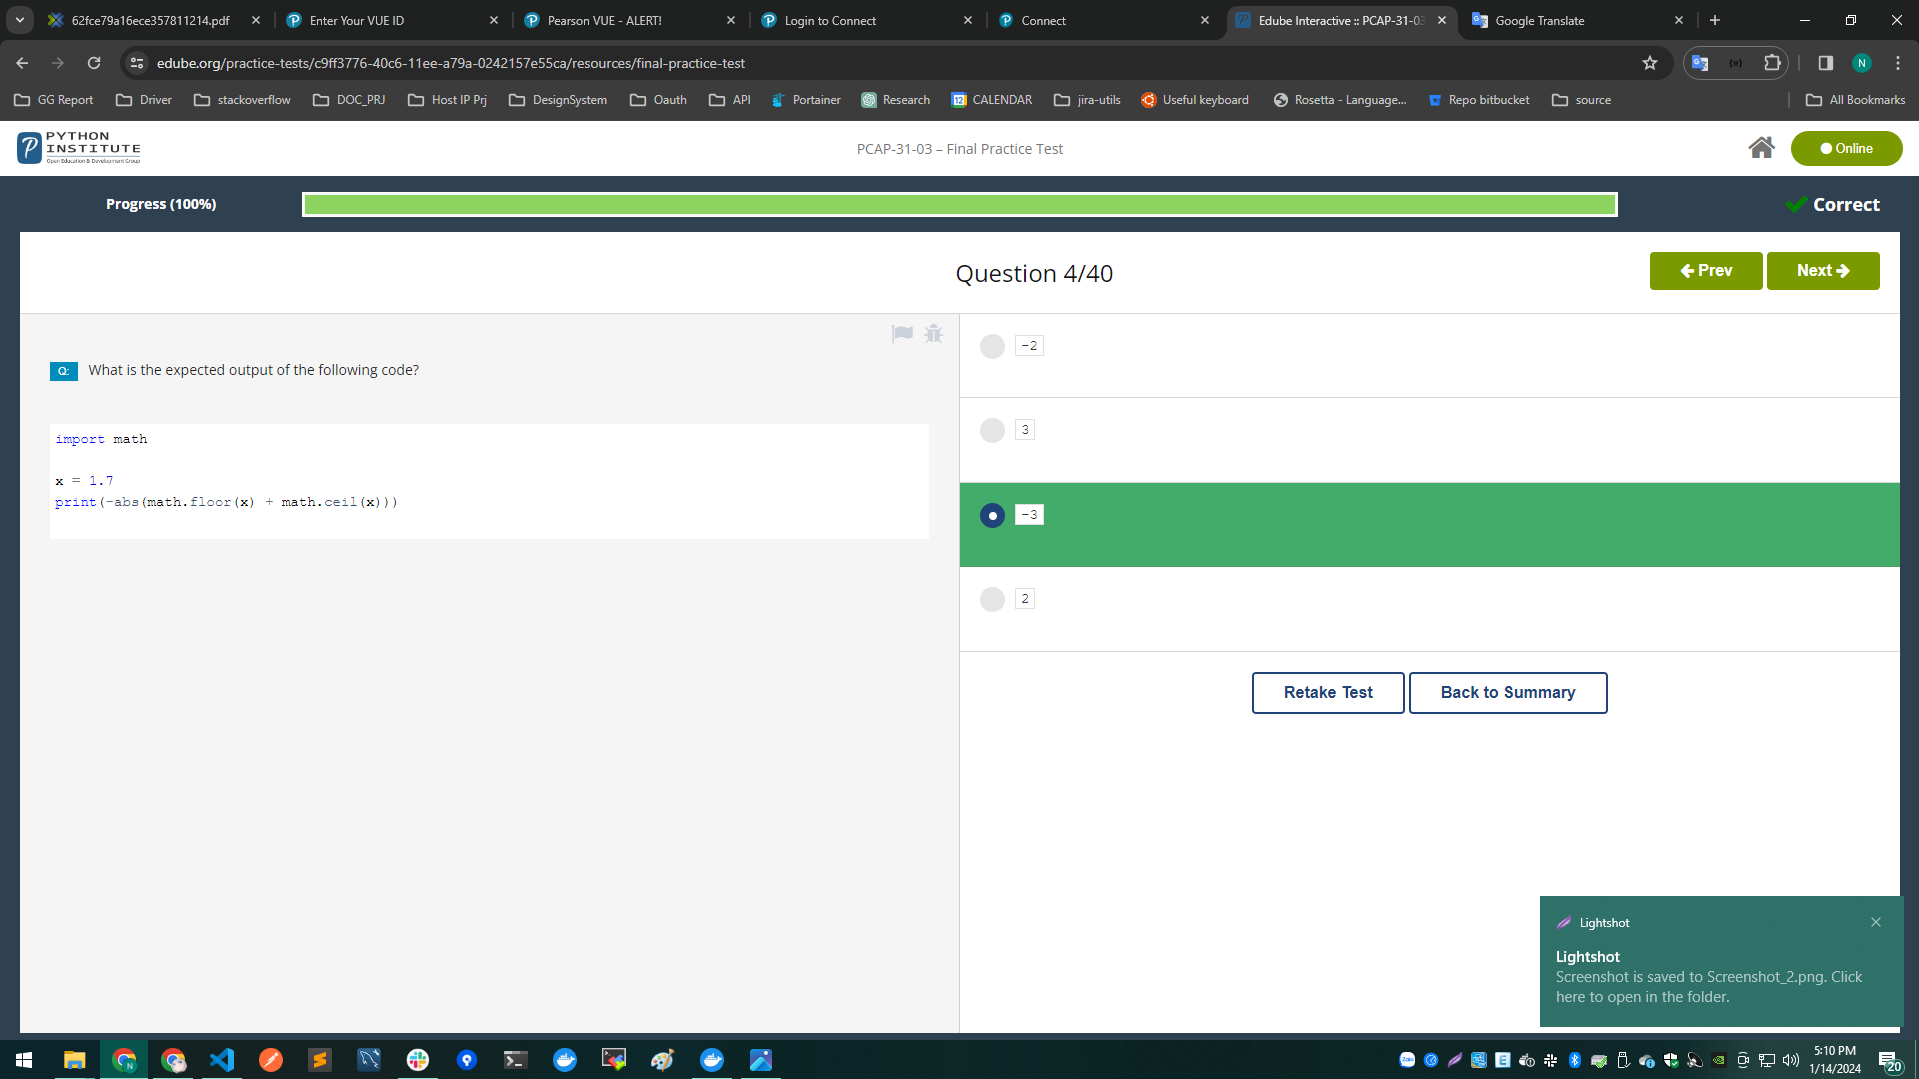 62fce79a16ece357811214.pdf
Enter Your VUE ID
Pearson VUE - ALERT!
Login to Connect
Connect
Edube Interactive :: PCAP-31-03
Google Translate
edube.org/practice-tests/c9ff3776-40c6-11ee-a79a-0242157e55ca/resources/final-practice-test
N
GG Report
Driver
stackoverflow
DOC_PRJ
Host IP Prj
DesignSystem
Oauth
API
Portainer
Research
12
CALENDAR
jira-utils
Useful keyboard
Rosetta - Language...
Repo bitbucket
source
All Bookmarks
PYTHON
INSTITUTE
Open Education & Development Group
PCAP-31-03 – Final Practice Test
Online
Progress (100%)
Correct
Question 4/40
Prev
Next
Q: What is the expected output of the following code?
import math
x = 1.7
print(-abs(math.floor(x) + math.ceil(x)))
-2
3
-3
2
Retake Test
Back to Summary
Lightshot
Lightshot
Screenshot is saved to Screenshot_2.png. Click
here to open in the folder.
5:10 PM
1/14/2024
20